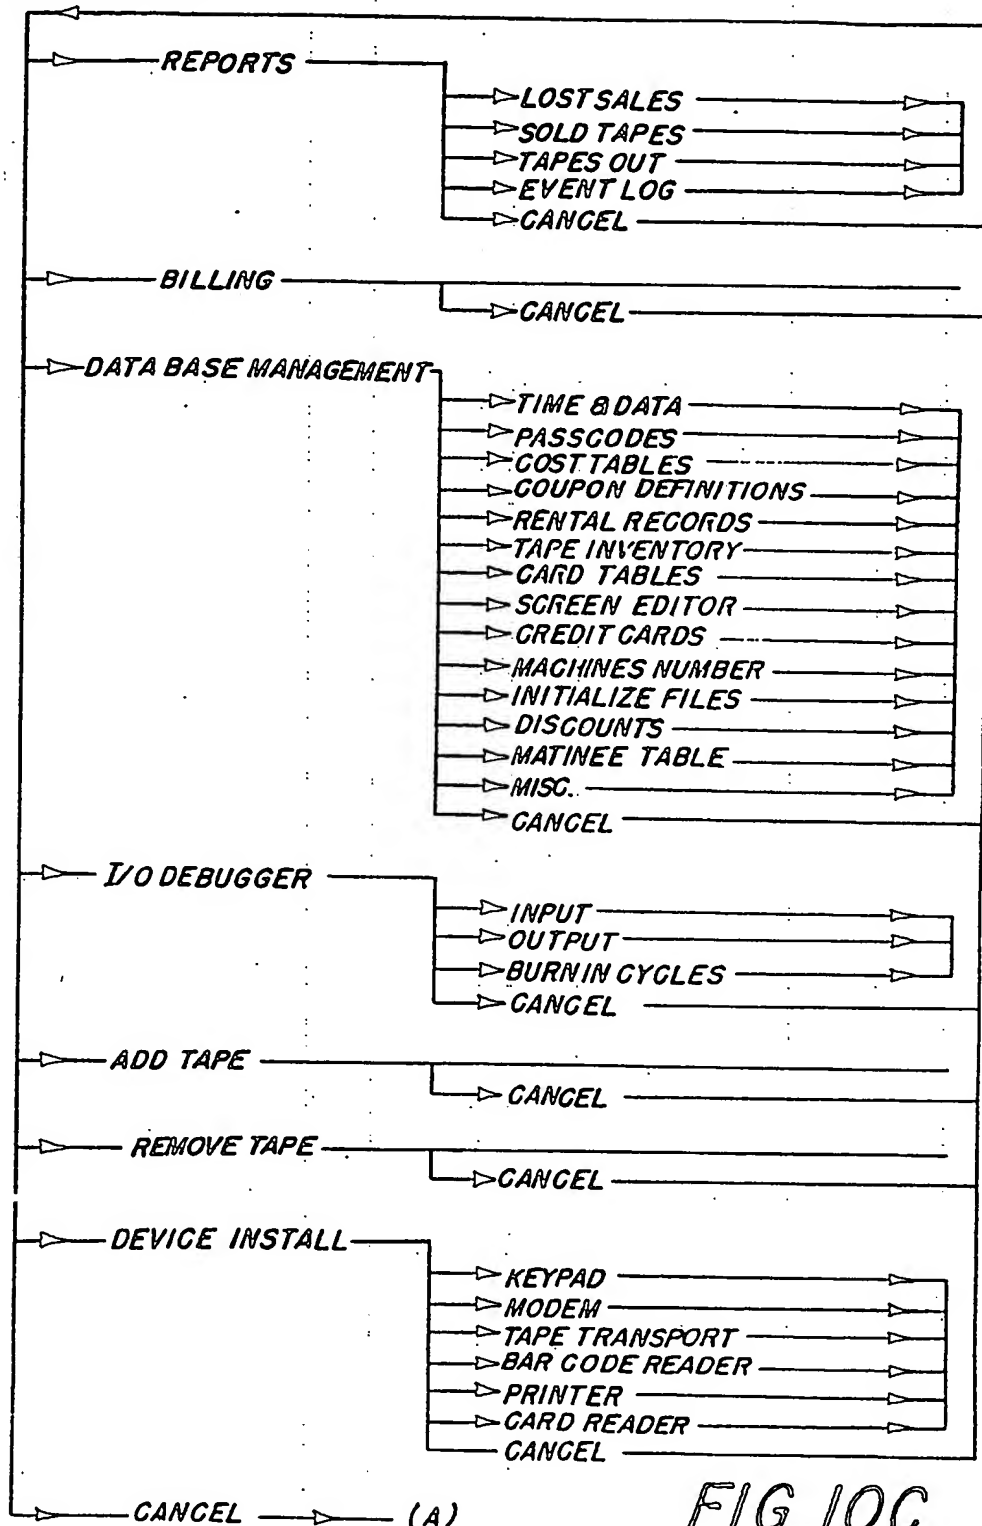 REPORTS
LOST SALES
SOLD TAPES
TAPES OUT
EVENT LOG
CANCEL
BILLING
CANCEL
DATA BASE MANAGEMENT
TIME & DATA
PASSCODES
COST TABLES
COUPON DEFINITIONS
RENTAL RECORDS
TAPE INVENTORY
CARD TABLES
SCREEN EDITOR
CREDIT CARDS
MACHINES NUMBER
INITIALIZE FILES
DISCOUNTS
MATINEE TABLE
MISC.
CANCEL
I/O DEBUGGER
INPUT
OUTPUT
BURN IN CYCLES
CANCEL
ADD TAPE
CANCEL
REMOVE TAPE
CANCEL
DEVICE INSTALL
KEYPAD
MODEM
TAPE TRANSPORT
BAR CODE READER
PRINTER
CARD READER
CANCEL
CANCEL (A)
FIG 10C